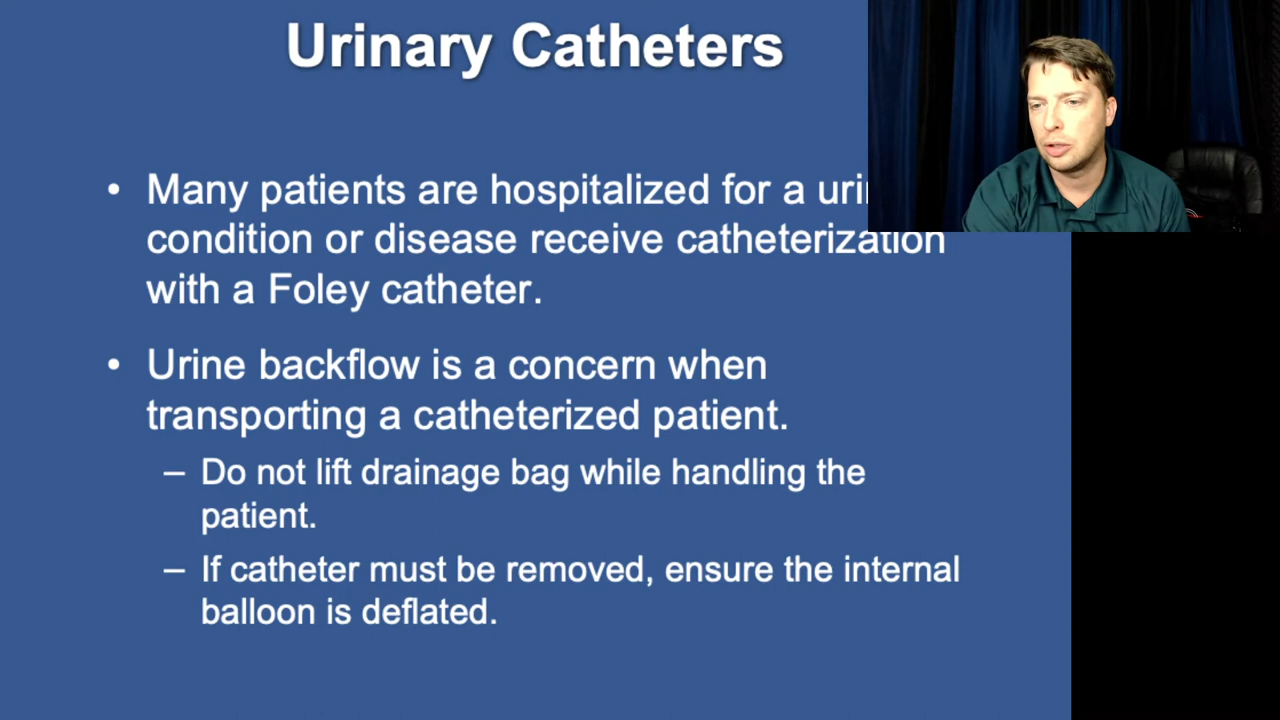 Urinary Catheters
• Many patients are hospitalized for a
condition or disease receive catheterization
with a Foley catheter.
• Urine backflow is a concern when
transporting a catheterized patient.
– Do not lift drainage bag while handling the
patient.
– If catheter must be removed, ensure the internal
balloon is deflated.